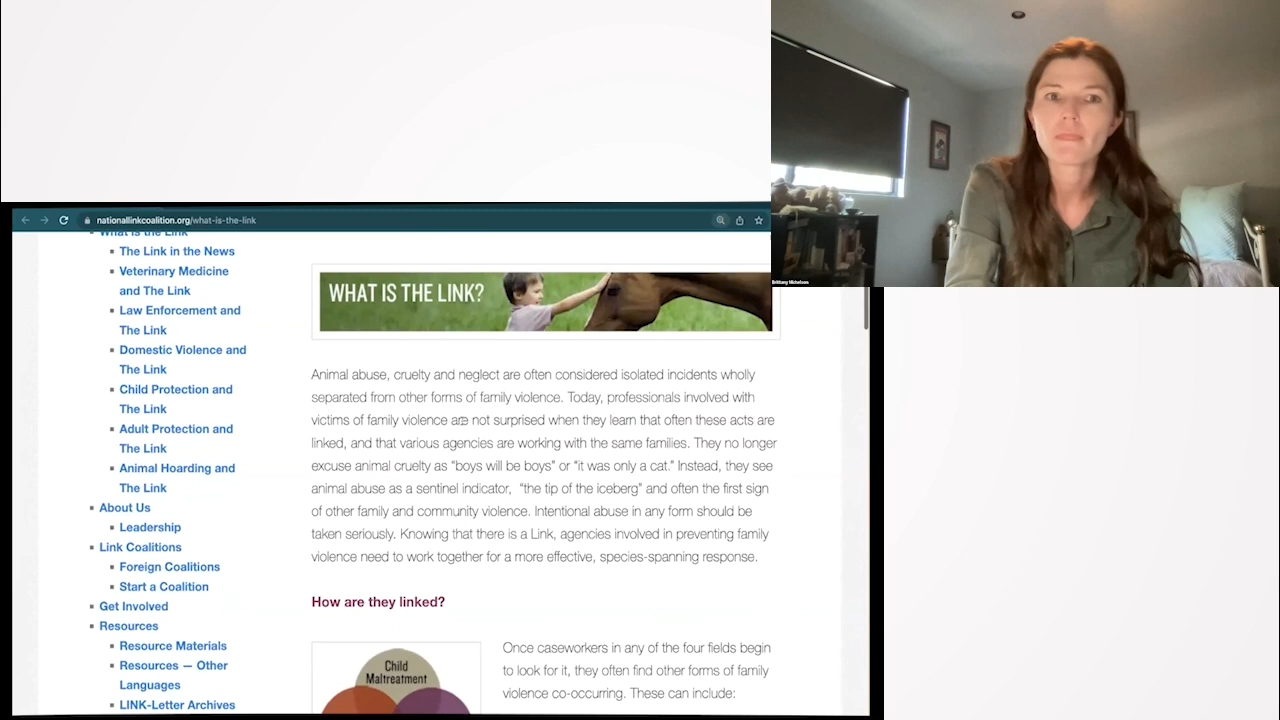 nationallinkcoalition.org/what-is-the-link
What is the Link
The Link in the News
Veterinary Medicine
and The Link
Law Enforcement and
The Link
Domestic Violence and
The Link
Child Protection and
The Link
Adult Protection and
The Link
Animal Hoarding and
The Link
About Us
Leadership
Link Coalitions
Foreign Coalitions
Start a Coalition
Get Involved
Resources
Resource Materials
Resources — Other
Languages
LINK-Letter Archives
WHAT IS THE LINK?
Animal abuse, cruelty and neglect are often considered isolated incidents wholly
separated from other forms of family violence. Today, professionals involved with
victims of family violence are not surprised when they learn that often these acts are
linked, and that various agencies are working with the same families. They no longer
excuse animal cruelty as “boys will be boys” or “it was only a cat.” Instead, they see
animal abuse as a sentinel indicator, “the tip of the iceberg” and often the first sign
of other family and community violence. Intentional abuse in any form should be
taken seriously. Knowing that there is a Link, agencies involved in preventing family
violence need to work together for a more effective, species-spanning response.
How are they linked?
Child
Maltreatment
Once caseworkers in any of the four fields begin
to look for it, they often find other forms of family
violence co-occurring. These can include:
Brittany Michelson